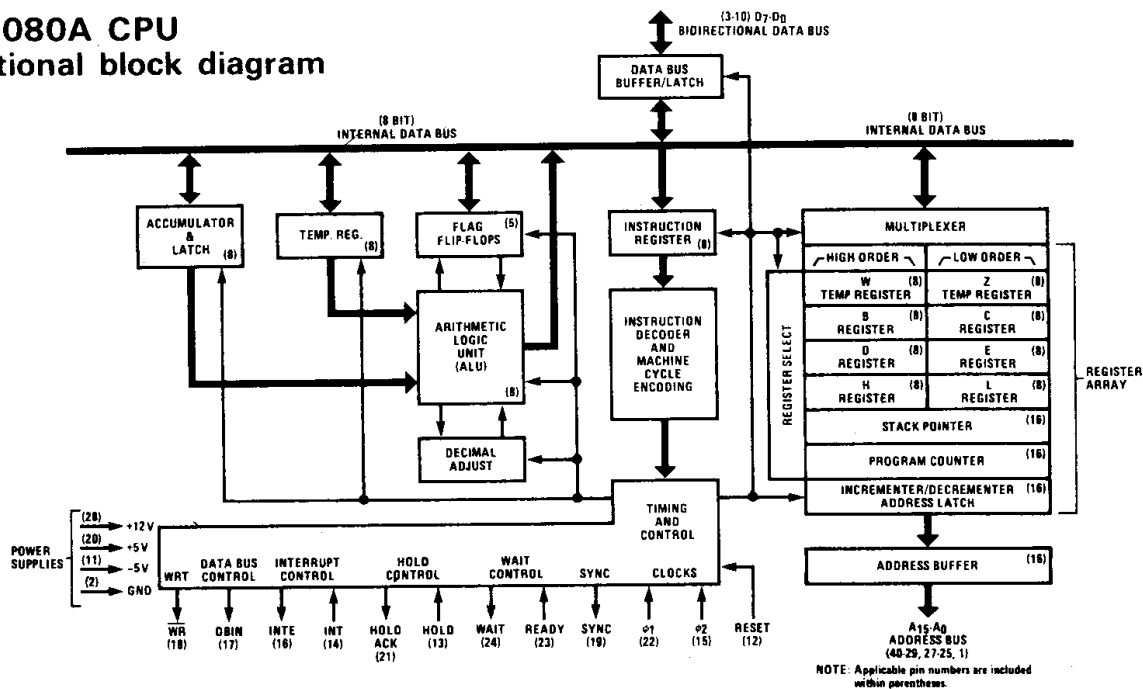 080A CPU
tional block diagram
(3-10) D7-D0
BIDIRECTIONAL DATA BUS
DATA BUS
BUFFER/LATCH
(8 BIT)
INTERNAL DATA BUS
(8 BIT)
INTERNAL DATA BUS
ACCUMULATOR
&
LATCH
(8)
TEMP. REG.
(8)
FLAG
FLIP-FLOPS
(5)
INSTRUCTION
REGISTER
(8)
MULTIPLEXER
HIGH ORDER
LOW ORDER
W (8)
TEMP REGISTER
Z (8)
TEMP REGISTER
B (8)
REGISTER
C (8)
REGISTER
D (8)
REGISTER
E (8)
REGISTER
H (8)
REGISTER
L (8)
REGISTER
STACK POINTER (16)
PROGRAM COUNTER (16)
INCREMENTER/DECREMENTER (16)
ADDRESS LATCH
REGISTER SELECT
REGISTER
ARRAY
ARITHMETIC
LOGIC
UNIT
(ALU)
(8)
INSTRUCTION
DECODER
AND
MACHINE
CYCLE
ENCODING
DECIMAL
ADJUST
TIMING
AND
CONTROL
POWER
SUPPLIES
(28) +12V
(20) +5V
(11) -5V
(2) GND
WRT
DATA BUS
CONTROL
INTERRUPT
CONTROL
HOLD
CONTROL
WAIT
CONTROL
SYNC
CLOCKS
ADDRESS BUFFER (16)
WR
(18)
DBIN
(17)
INTE
(16)
INT
(14)
HOLD
ACK
(21)
HOLD
(13)
WAIT
(24)
READY
(23)
SYNC
(19)
φ1
(22)
φ2
(15)
RESET
(12)
A15-A0
ADDRESS BUS
(40-29, 27-25, 1)
NOTE: Applicable pin numbers are included
within parentheses.